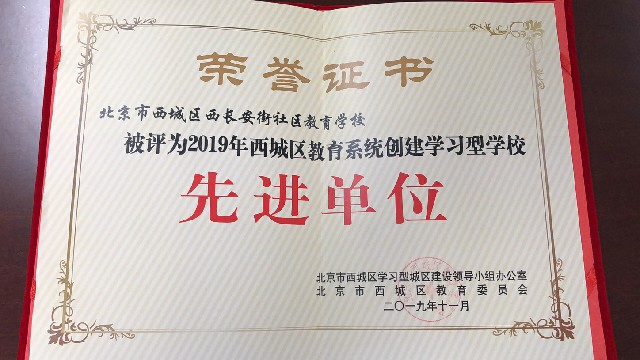 荣誉证书
北京市西城区西长安街社区教育学校
被评为2019年西城区教育系统创建学习型学校
先进单位
北京市西城区学习型城区建设领导小组办公室
北京市西城区教育委员会
二〇一九年十一月